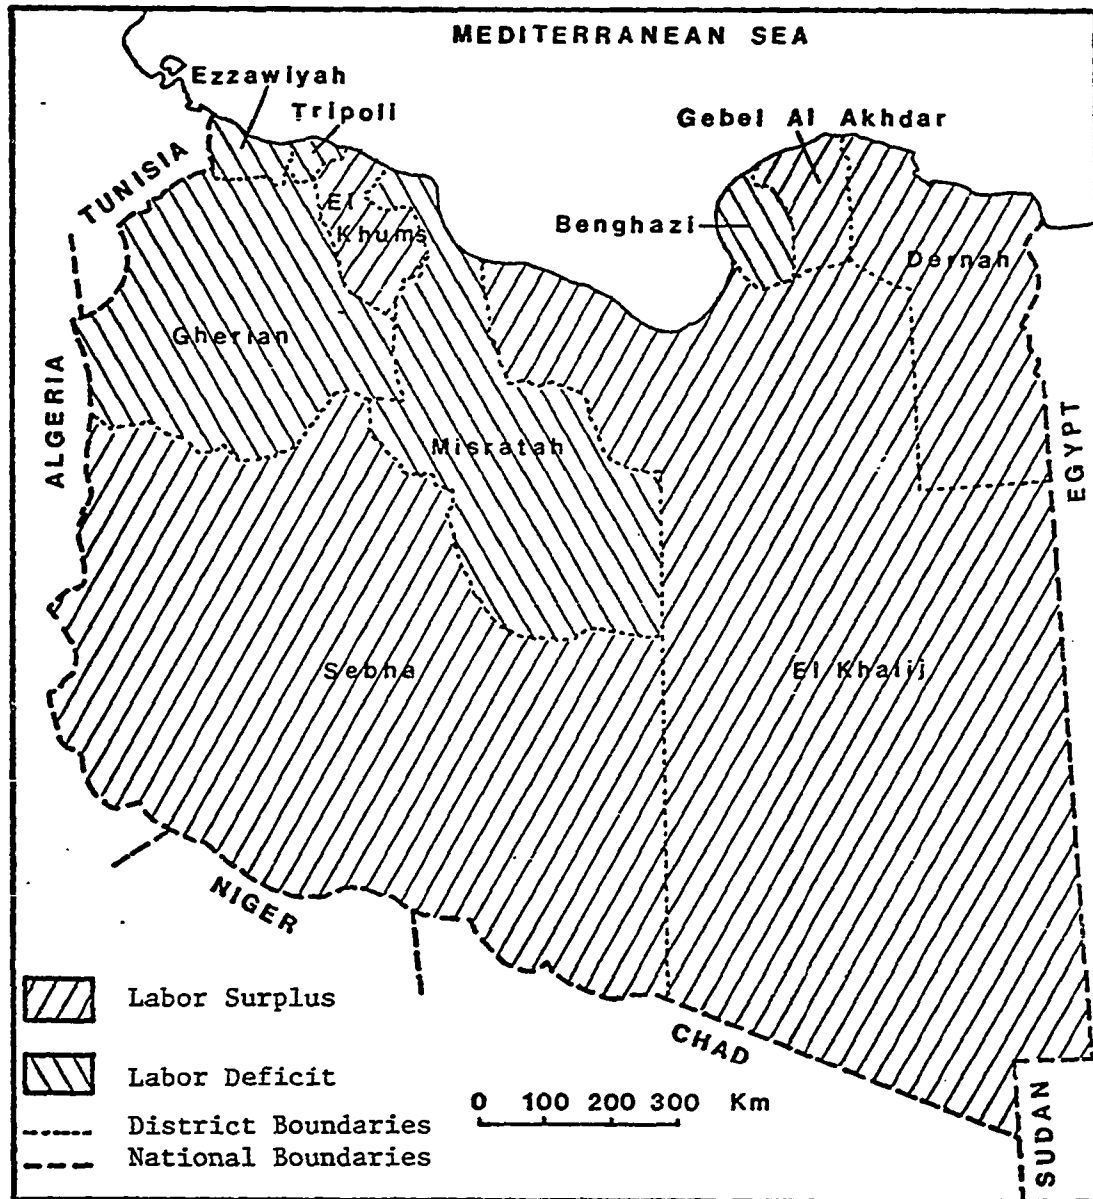 MEDITERRANEAN SEA
Ezzawiyah
Tripoli
Gebel Al Akhdar
TUNISIA
El
Khums
Benghazi
Dernah
Gherian
ALGERIA
Misratah
EGYPT
Sebha
El Khalij
NIGER
CHAD
SUDAN
Labor Surplus
Labor Deficit
District Boundaries
National Boundaries
0 100 200 300 Km